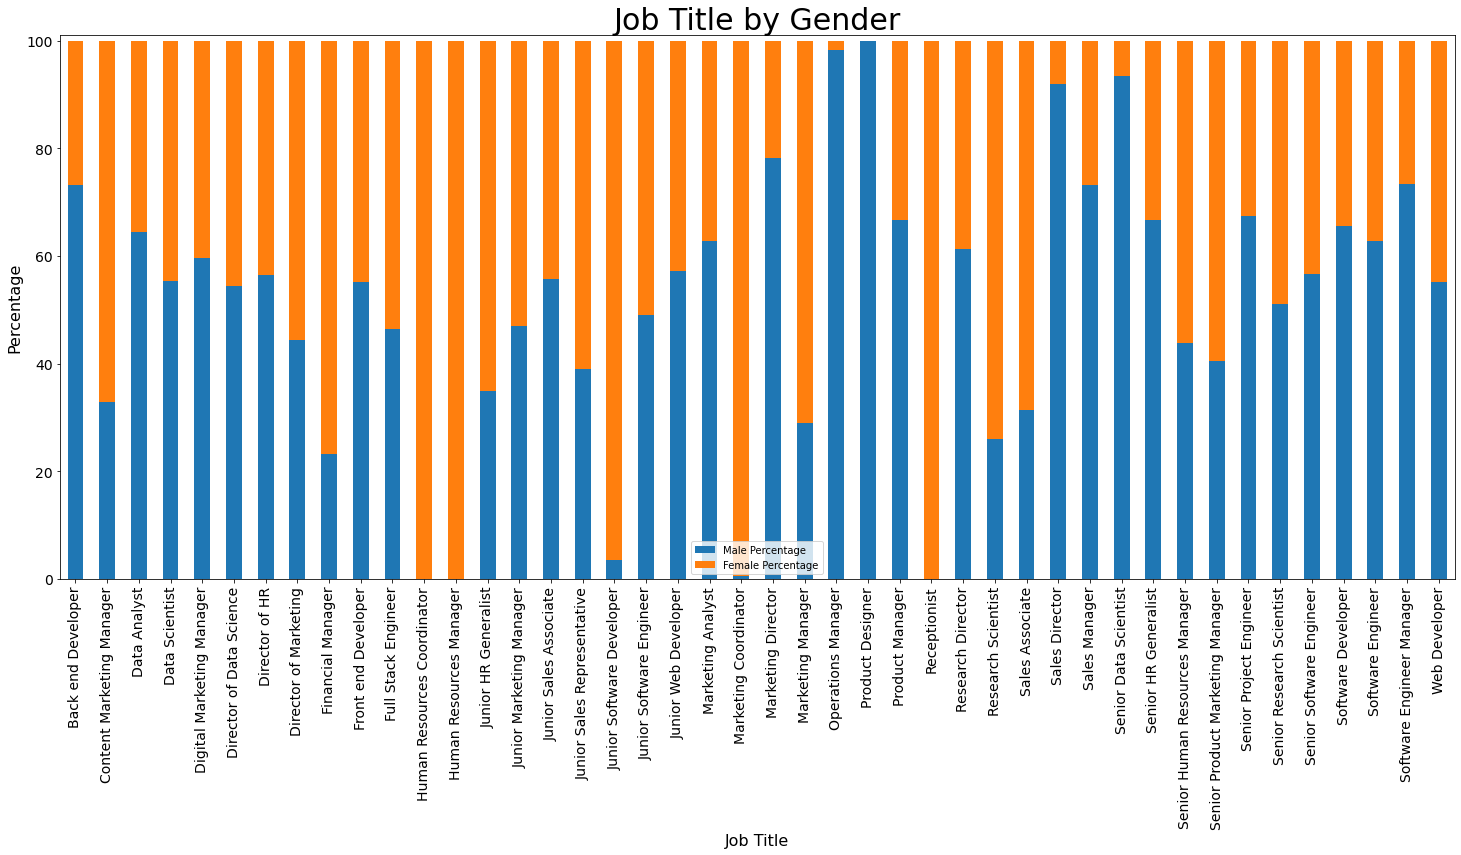 Job Title by Gender
Percentage
100
80
60
40
20
0
Male Percentage
Female Percentage
Back end Developer
Content Marketing Manager
Data Analyst
Data Scientist
Digital Marketing Manager
Director of Data Science
Director of HR
Director of Marketing
Financial Manager
Front end Developer
Full Stack Engineer
Human Resources Coordinator
Human Resources Manager
Junior HR Generalist
Junior Marketing Manager
Junior Sales Associate
Junior Sales Representative
Junior Software Developer
Junior Software Engineer
Junior Web Developer
Marketing Analyst
Marketing Coordinator
Marketing Director
Marketing Manager
Operations Manager
Product Designer
Product Manager
Receptionist
Research Director
Research Scientist
Sales Associate
Sales Director
Sales Manager
Senior Data Scientist
Senior HR Generalist
Senior Human Resources Manager
Senior Product Marketing Manager
Senior Project Engineer
Senior Research Scientist
Senior Software Engineer
Software Developer
Software Engineer
Software Engineer Manager
Web Developer
Job Title